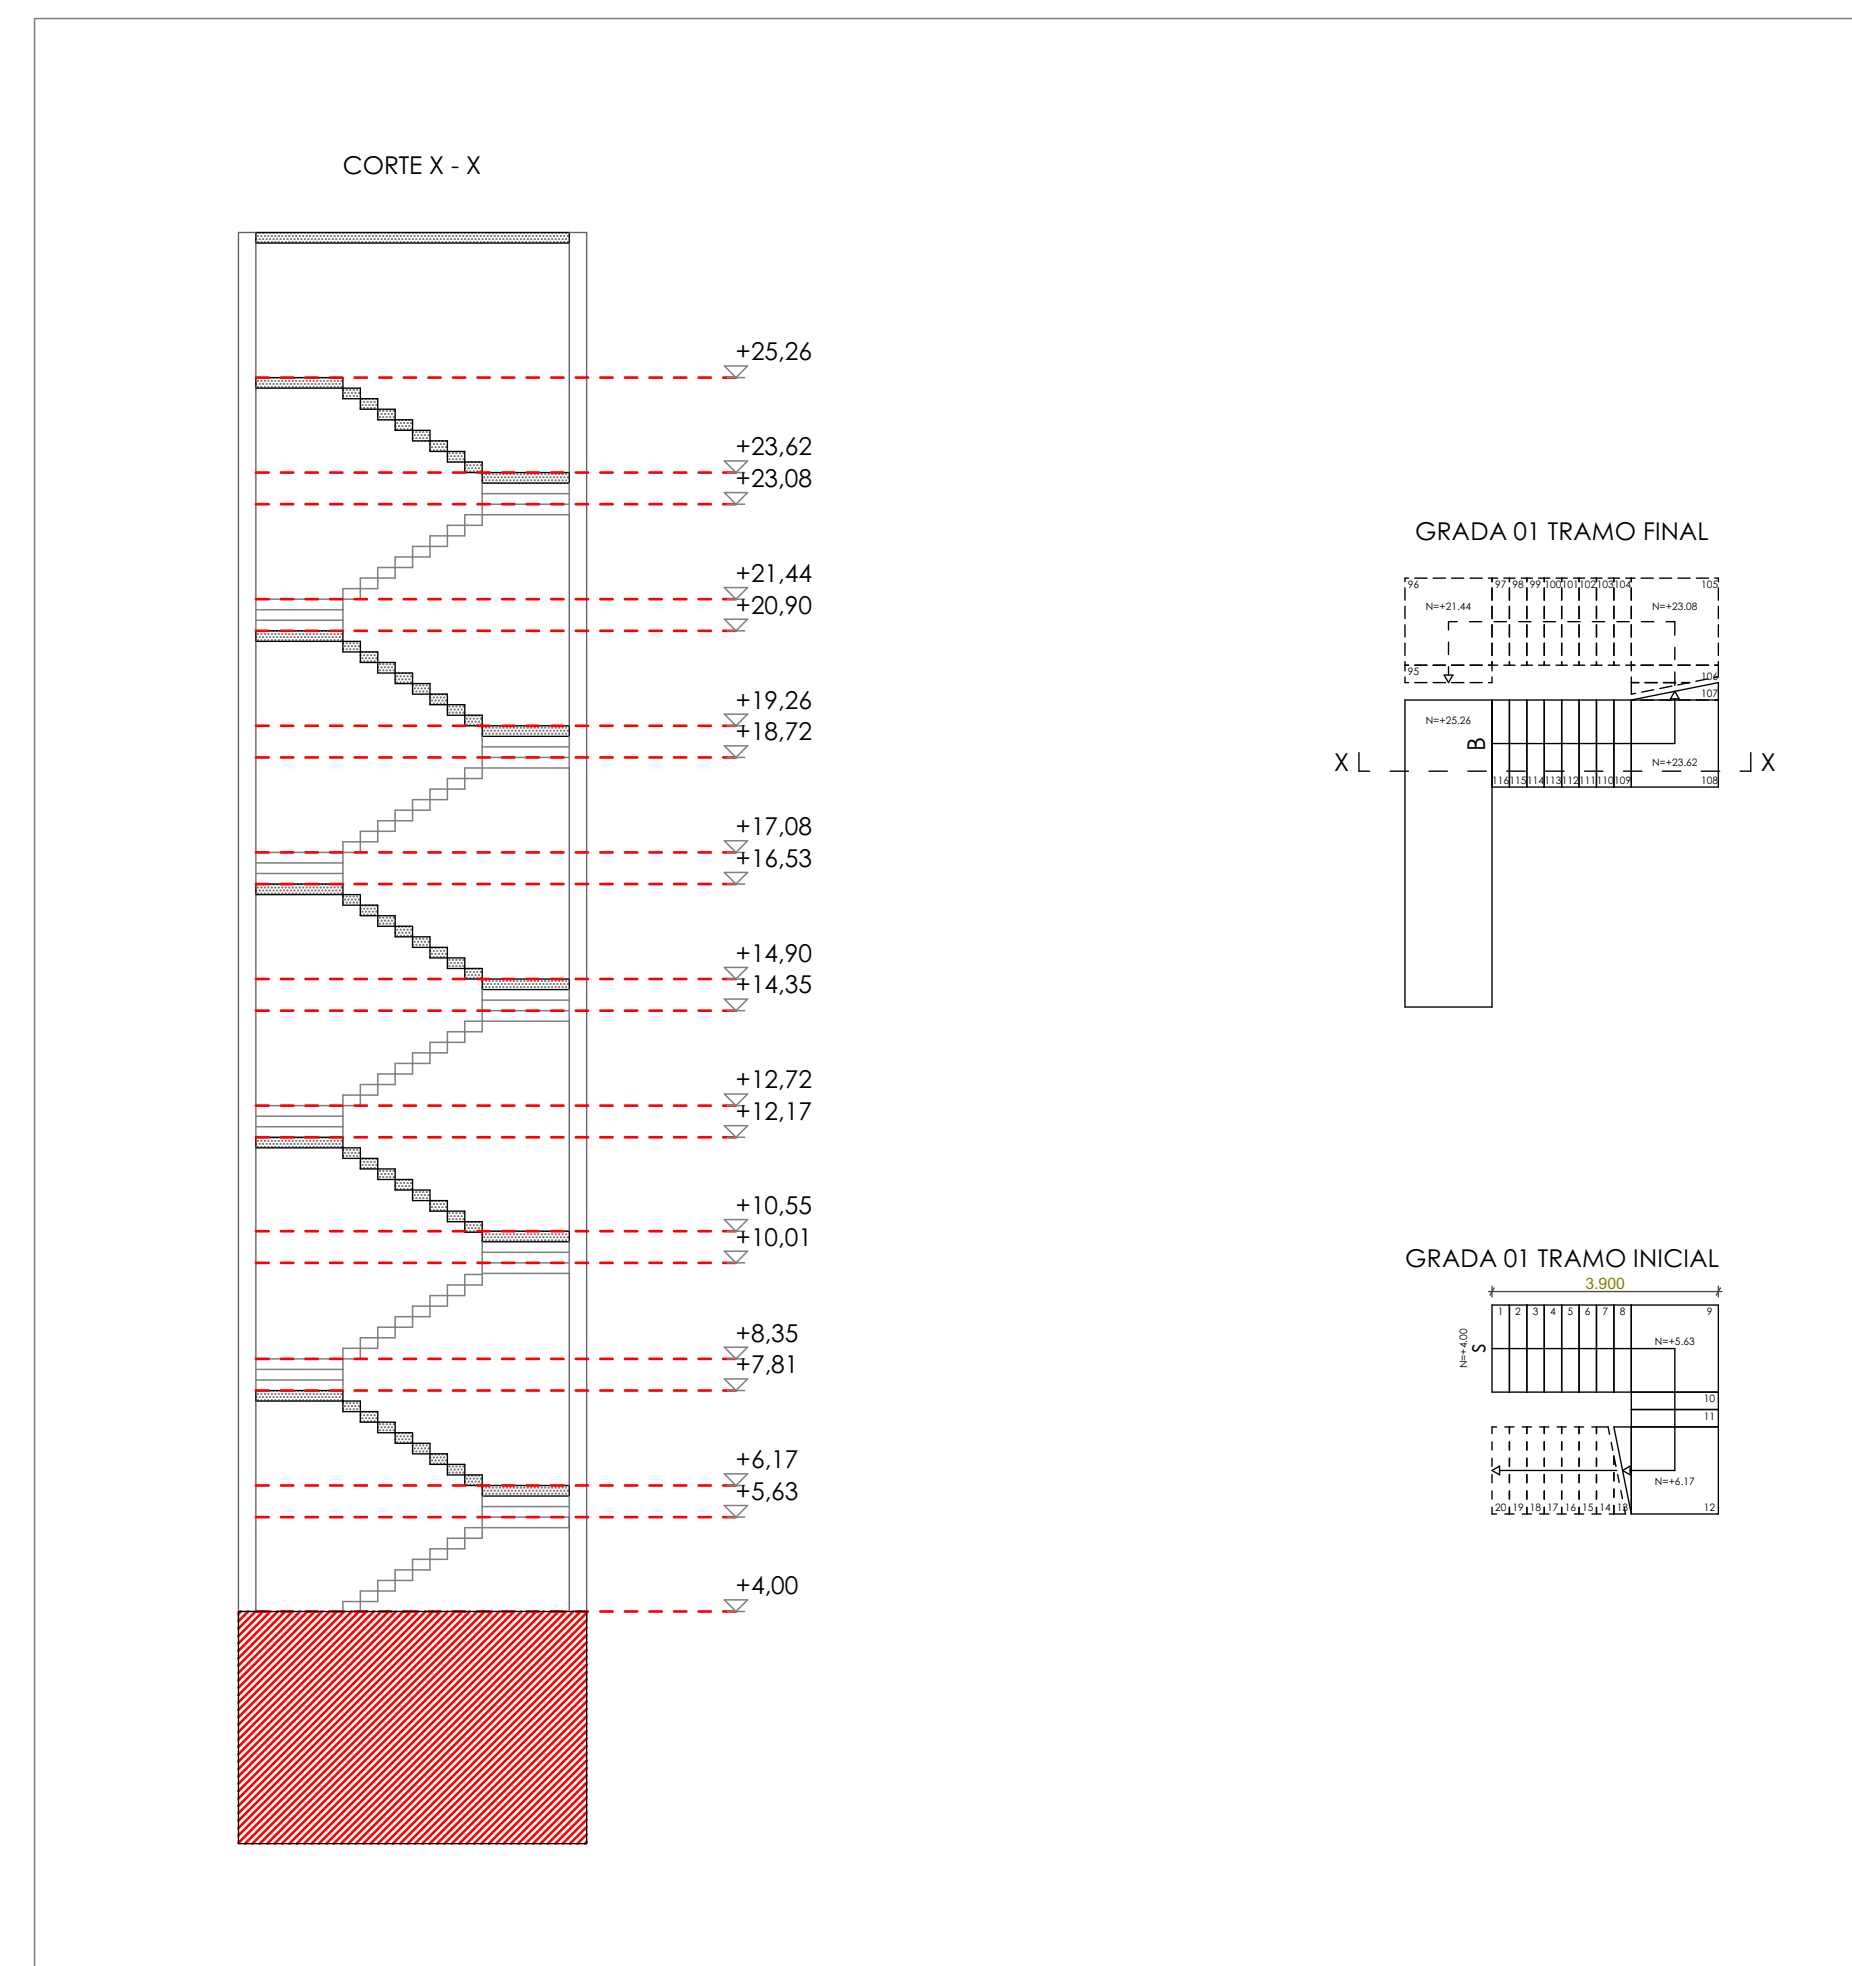 CORTE X - X
+25,26
+23,62
+23,08
+21,44
+20,90
+19,26
+18,72
+17,08
+16,53
+14,90
+14,35
+12,72
+12,17
+10,55
+10,01
+8,35
+7,81
+6,17
+5,63
+4,00
GRADA 01 TRAMO FINAL
96 97 98 99 100 101 102 103 104 105
N=+21.44 N=+23.08
95 106
107
N=+25.26
B
X X
N=+23.62
116 115 114 113 112 111 110 109 108
GRADA 01 TRAMO INICIAL
3.900
1 2 3 4 5 6 7 8 9
N=+4.00
S
N=+5.63
10
11
N=+6.17
20 19 18 17 16 15 14 13 12